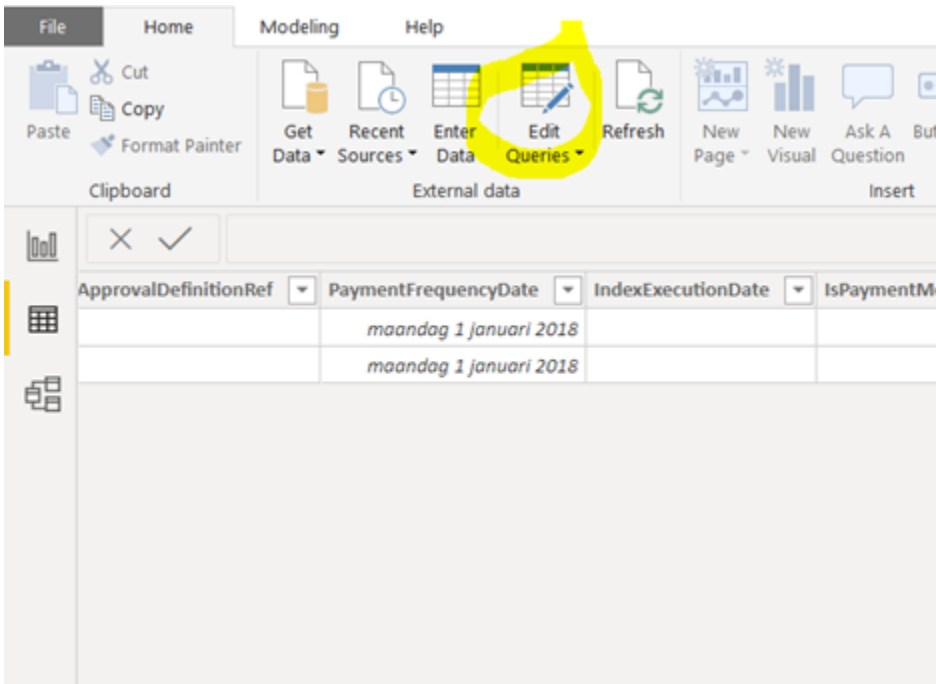 File Home Modeling Help
Paste
Cut
Copy
Format Painter
Clipboard
Get Data
Recent Sources
Enter Data
Edit Queries
Refresh
External data
New Page
New Visual
Ask A Question
Insert
ApprovalDefinitionRef PaymentFrequencyDate IndexExecutionDate
maandag 1 januari 2018
maandag 1 januari 2018